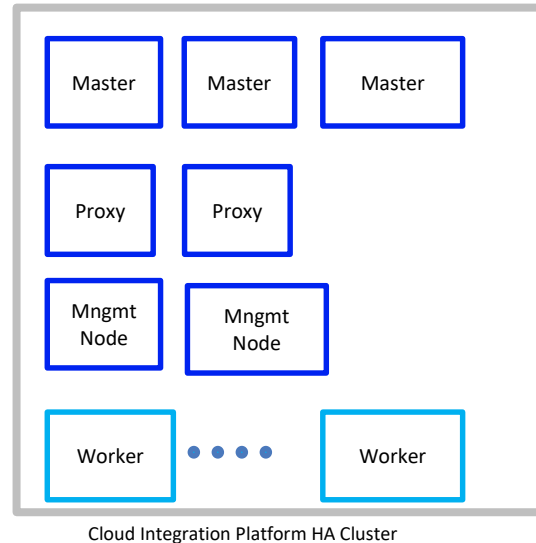 Master Master Master
Proxy Proxy
Mngmt
Node
Mngmt
Node
Worker Worker
Cloud Integration Platform HA Cluster